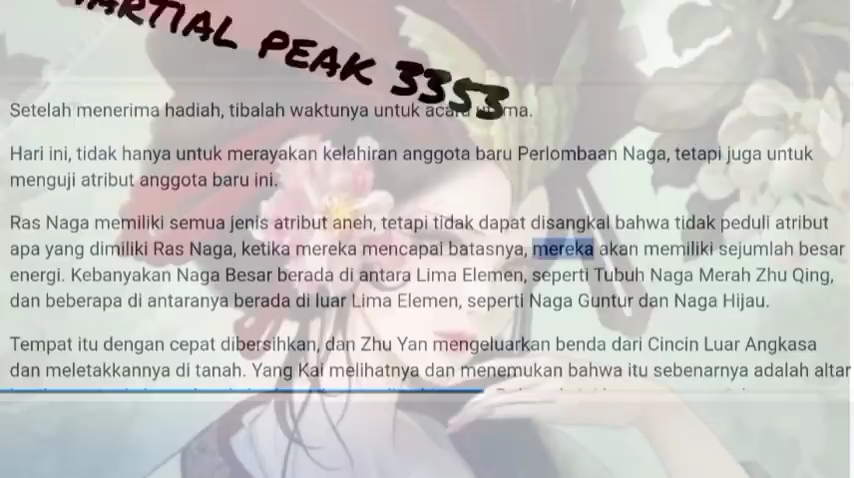 MARTIAL PEAK 3353
Setelah menerima hadiah, tibalah waktunya untuk acara utama.
Hari ini, tidak hanya untuk merayakan kelahiran anggota baru Perlombaan Naga, tetapi juga untuk
menguji atribut anggota baru ini.
Ras Naga memiliki semua jenis atribut aneh, tetapi tidak dapat disangkal bahwa tidak peduli atribut
apa yang dimiliki Ras Naga, ketika mereka mencapai batasnya, mereka akan memiliki sejumlah besar
energi. Kebanyakan Naga Besar berada di antara Lima Elemen, seperti Tubuh Naga Merah Zhu Qing,
dan beberapa di antaranya berada di luar Lima Elemen, seperti Naga Guntur dan Naga Hijau.
Tempat itu dengan cepat dibersihkan, dan Zhu Yan mengeluarkan benda dari Cincin Luar Angkasa
dan meletakkannya di tanah. Yang Kai melihatnya dan menemukan bahwa itu sebenarnya adalah altar